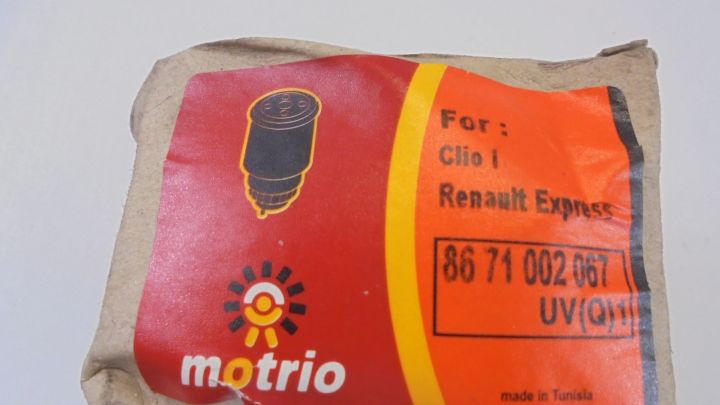 For :
Clio I
Renault Express
86 71 002 067
UV(Q)1
motrio
made in Tunisia